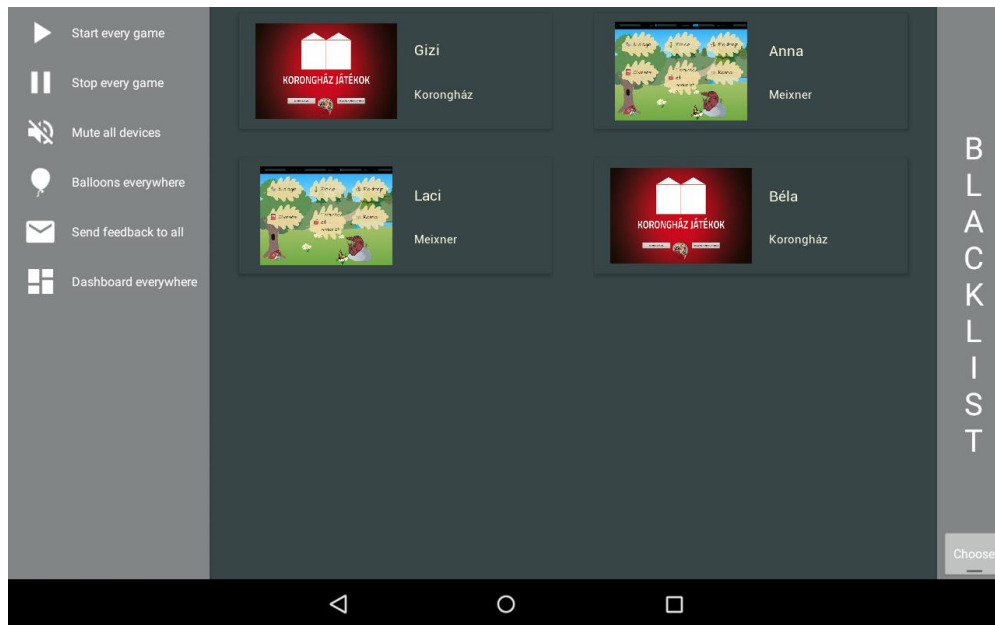 Start every game
Stop every game
Mute all devices
Balloons everywhere
Send feedback to all
Dashboard everywhere
KORONGHÁZ JÁTÉKOK
Gizi
Korongház
Anna
Meixner
Laci
Meixner
KORONGHÁZ JÁTÉKOK
Béla
Korongház
BLACKLIST
Choose